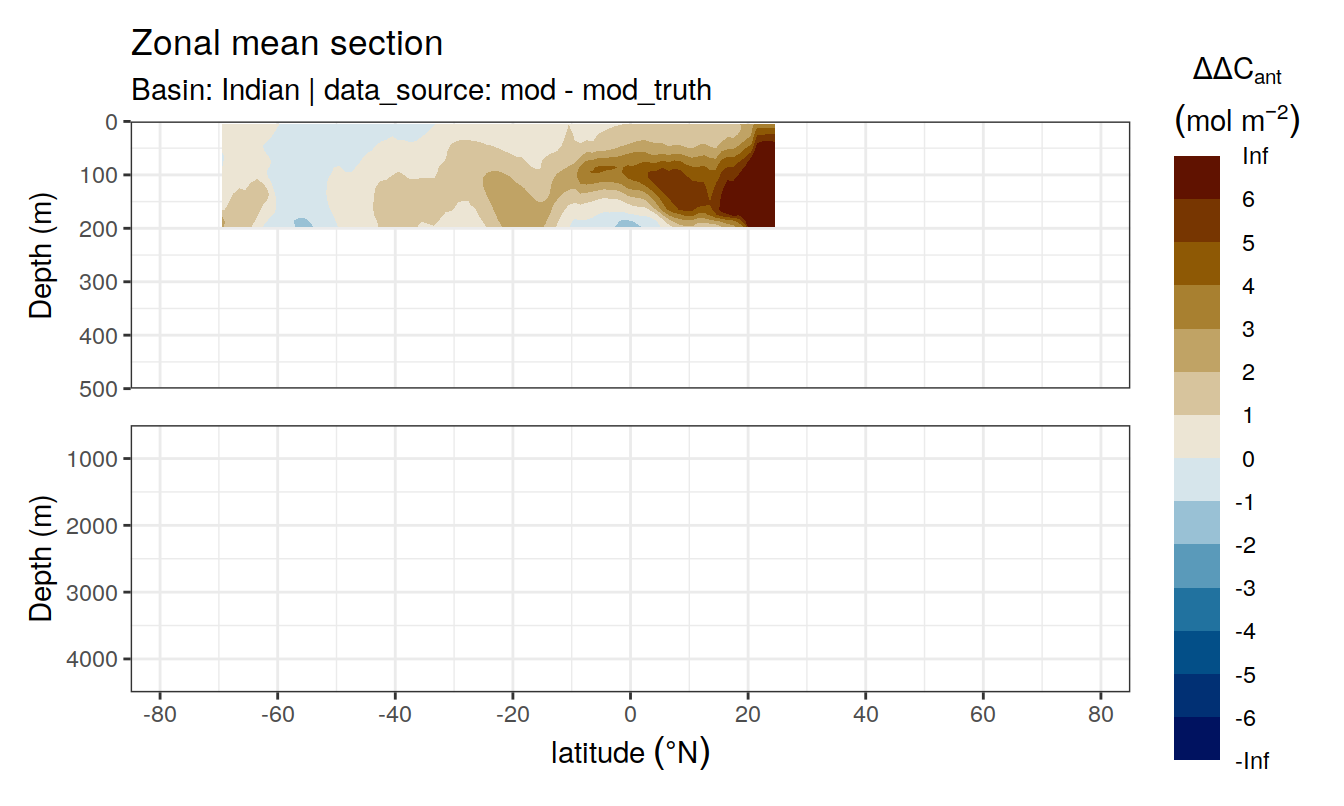 Zonal mean section
Basin: Indian | data_source: mod - mod_truth
ΔΔCant
(mol m−2)
Depth (m)
0
100
200
300
400
500
Depth (m)
1000
2000
3000
4000
-80 -60 -40 -20 0 20 40 60 80
latitude (°N)
Inf
6
5
4
3
2
1
0
-1
-2
-3
-4
-5
-6
-Inf